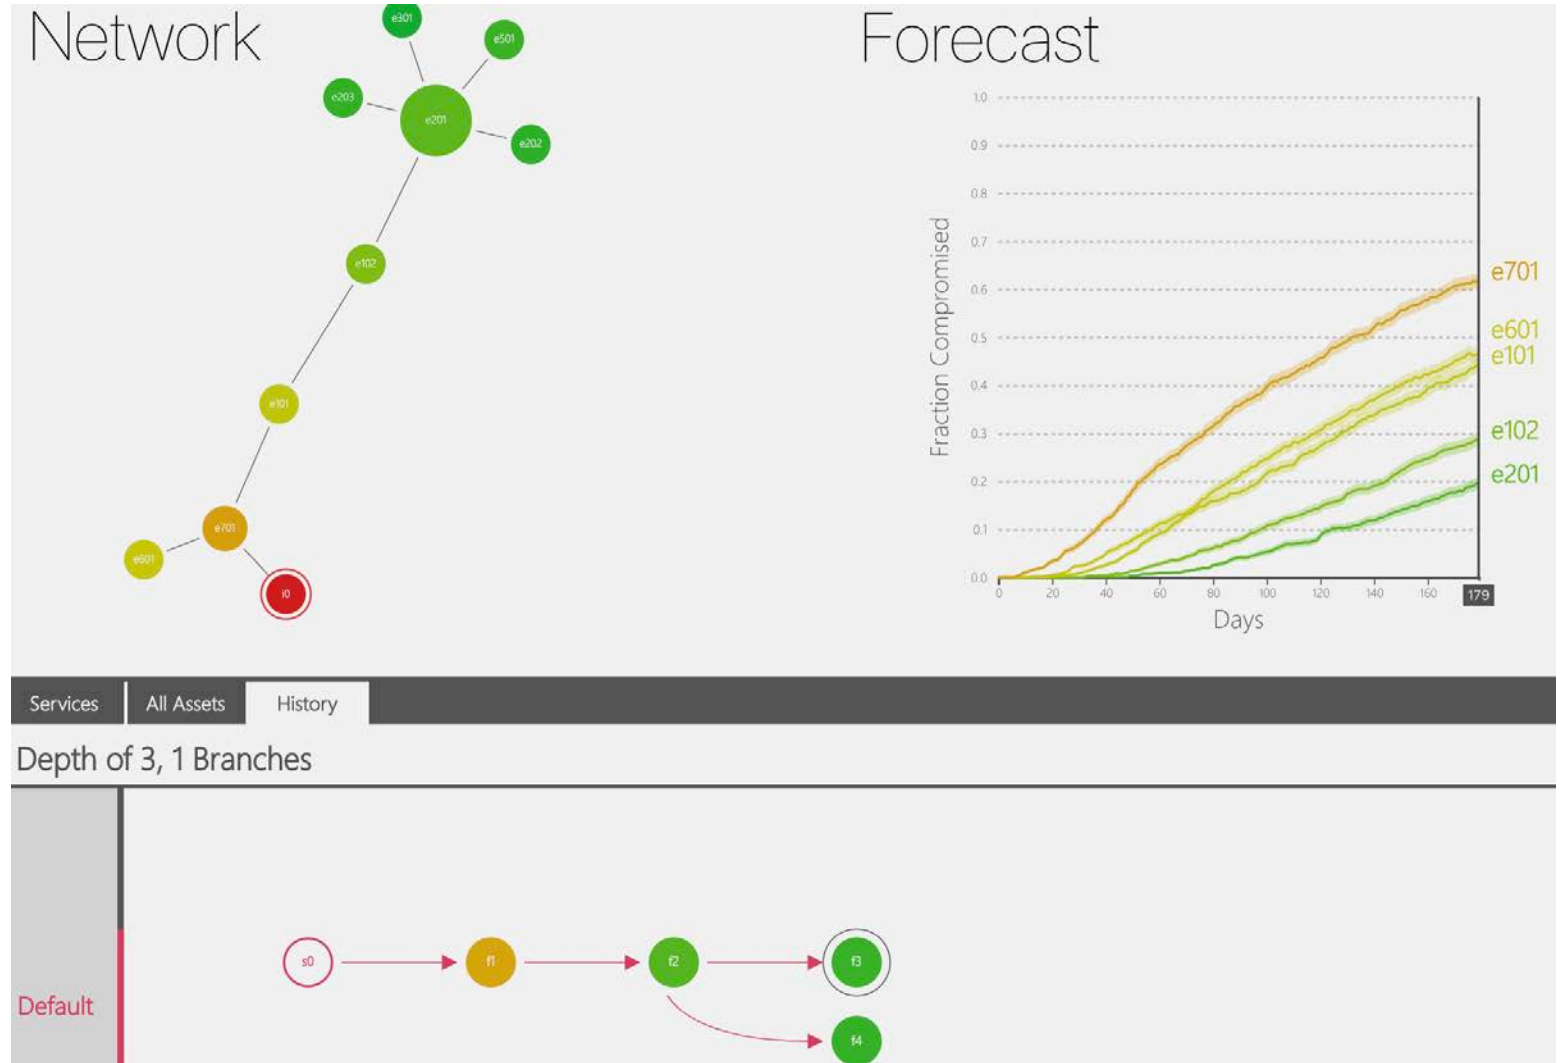 Network
e301
e501
e203
e201
e202
e102
e101
e701
e601
i0
Forecast
1.0
0.9
0.8
0.7
0.6
0.5
0.4
0.3
0.2
0.1
0.0
Fraction Compromised
0 20 40 60 80 100 120 140 160 179
Days
e701
e601
e101
e102
e201
Services All Assets History
Depth of 3, 1 Branches
Default
s0 f1 f2 f3
f4